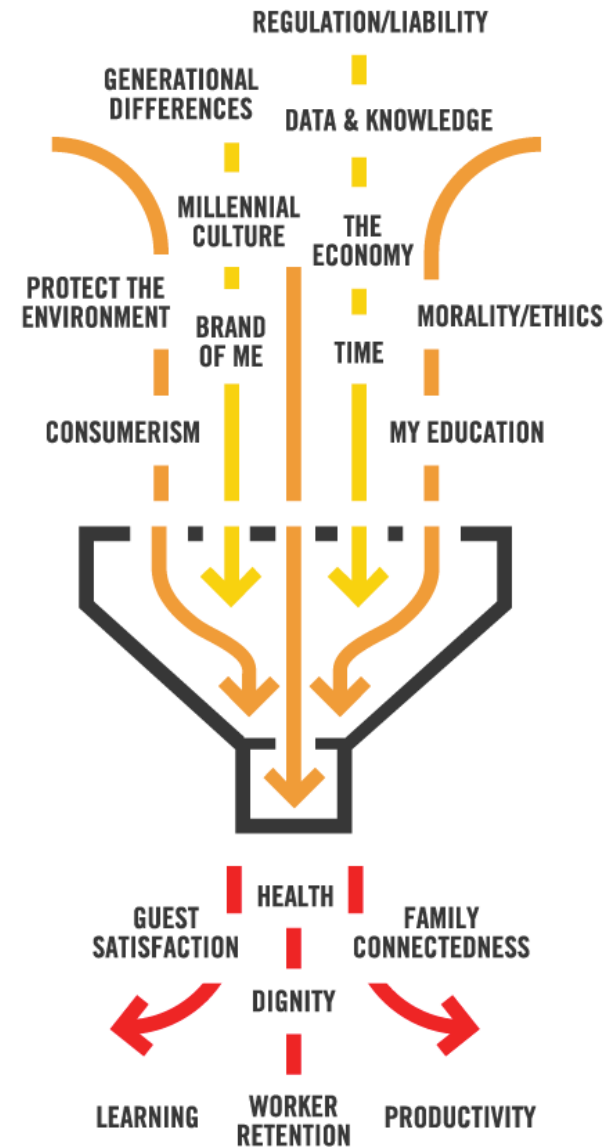 REGULATION/LIABILITY
GENERATIONAL
DIFFERENCES
DATA & KNOWLEDGE
MILLENNIAL
CULTURE
THE
ECONOMY
PROTECT THE
ENVIRONMENT
BRAND
OF ME
TIME
MORALITY/ETHICS
CONSUMERISM
MY EDUCATION
HEALTH
GUEST
SATISFACTION
FAMILY
CONNECTEDNESS
DIGNITY
LEARNING
WORKER
RETENTION
PRODUCTIVITY